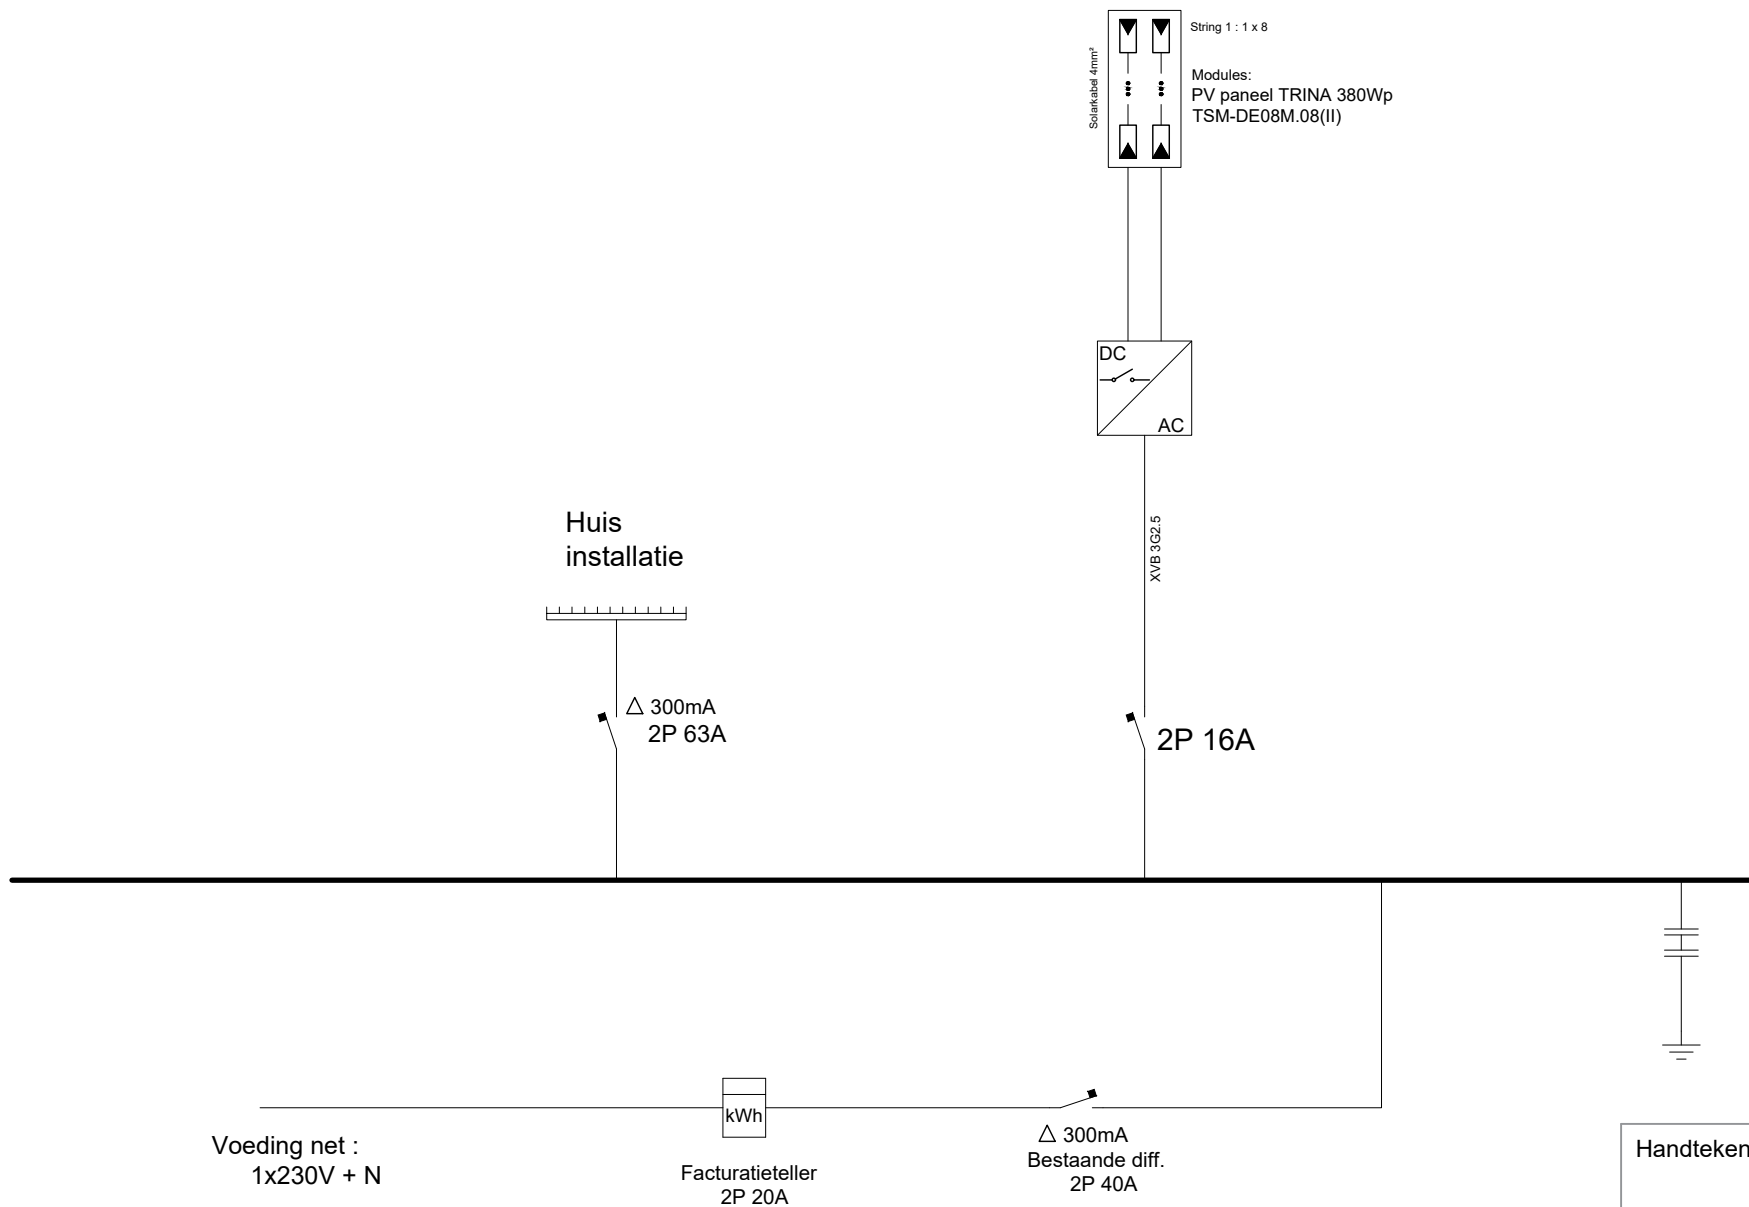 String 1 : 1 x 8
Solarkabel 4mm²
Modules:
PV paneel TRINA 380Wp
TSM-DE08M.08(II)
DC
AC
XVB 3G2.5
Huis
installatie
△ 300mA
2P 63A
2P 16A
kWh
Voeding net :
1x230V + N
Facturatieteller
2P 20A
△ 300mA
Bestaande diff.
2P 40A
Handteken